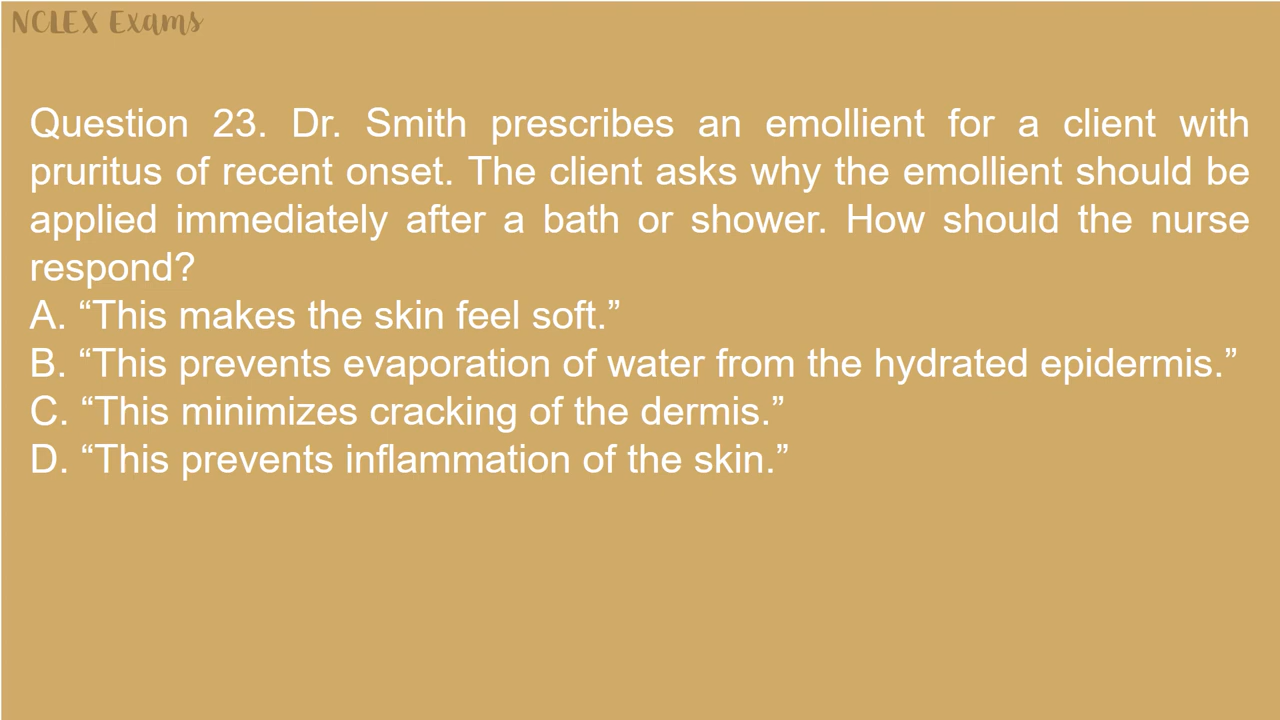 NCLEX Exams
Question 23. Dr. Smith prescribes an emollient for a client with
pruritus of recent onset. The client asks why the emollient should be
applied immediately after a bath or shower. How should the nurse
respond?
A. “This makes the skin feel soft.”
B. “This prevents evaporation of water from the hydrated epidermis.”
C. “This minimizes cracking of the dermis.”
D. “This prevents inflammation of the skin.”